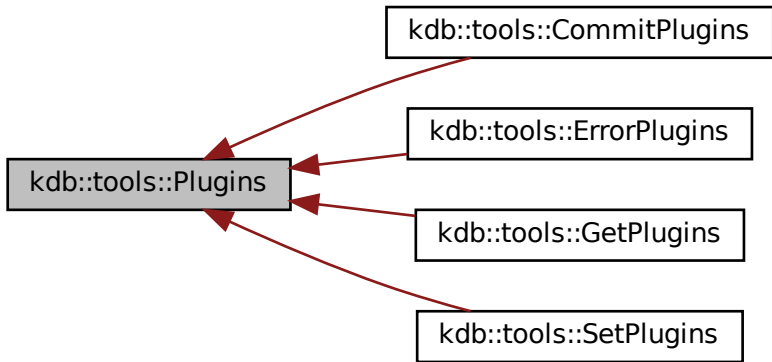 kdb::tools::CommitPlugins
kdb::tools::ErrorPlugins
kdb::tools::Plugins
kdb::tools::GetPlugins
kdb::tools::SetPlugins